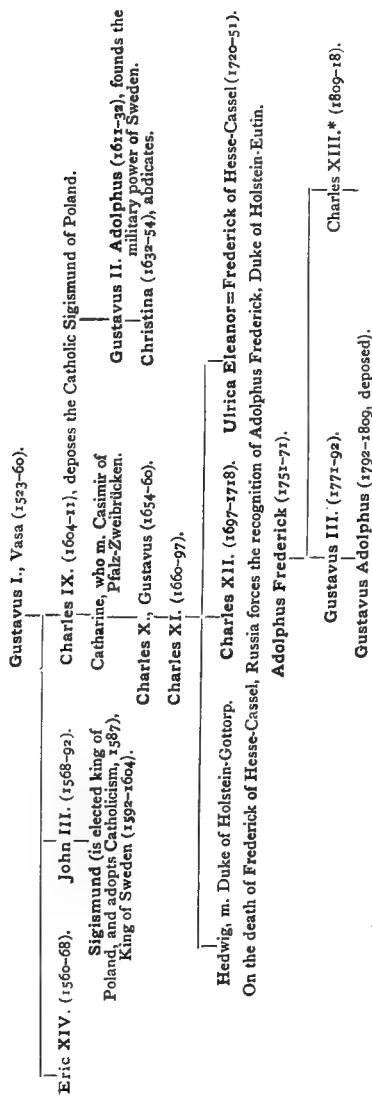 Gustavus I., Vasa (1523–60).
Eric XIV. (1560–68). John III. (1568–92). Charles IX. (1604–11), deposes the Catholic Sigismund of Poland.
Sigismund (is elected king of
Poland, and adopts Catholicism, 1587),
King of Sweden (1592–1604).
Catharine, who m. Casimir of
Pfalz-Zweibrücken.
Gustavus II. Adolphus (1611–32), founds the
military power of Sweden.
Christina (1632–54), abdicates.
Charles X., Gustavus (1654–60).
Charles XI. (1660–97).
Hedwig, m. Duke of Holstein-Gottorp. Charles XII. (1697–1718). Ulrica Eleanor=Frederick of Hesse-Cassel (1720–51).
On the death of Frederick of Hesse-Cassel, Russia forces the recognition of Adolphus Frederick, Duke of Holstein-Eutin.
Adolphus Frederick (1751–71).
Gustavus III. (1771–92). Charles XIII.* (1809–18).
Gustavus Adolphus (1792–1809, deposed).